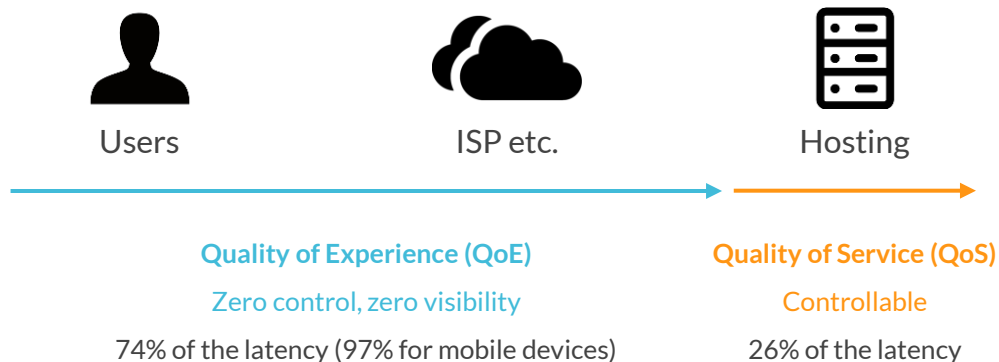 Users
ISP etc.
Hosting
Quality of Experience (QoE)
Quality of Service (QoS)
Zero control, zero visibility
Controllable
74% of the latency (97% for mobile devices)
26% of the latency